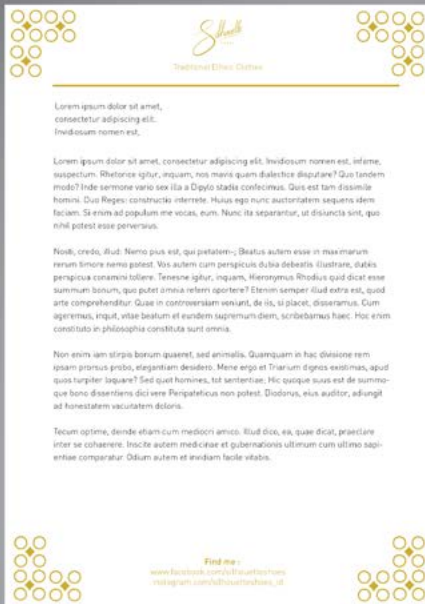 Silhouette
Traditional Ethnic Clothes
Lorem ipsum dolor sit amet,
consectetur adipiscing elit.
Invidiosum nomen est,
Lorem ipsum dolor sit amet, consectetur adipiscing elit. Invidiosum nomen est, infame,
suspectum. Rhetorice igitur, inquam, nos mavis quam dialectice disputare? Quo tandem
modo? Inde sermone vario sex illa a Dipylo stadia confecimus. Quis est tam dissimile
homini. Duo Reges: constructio interrete. Huius ego nunc auctoritatem sequens idem
faciam. Si enim ad populum me vocas, eum. Nunc ita separantur, ut disiuncta sint, quo
nihil potest esse perversius.
Nosti, credo, illud: Nemo pius est, qui pietatem-; Beatus autem esse in maximarum
rerum timore nemo potest. Vos autem cum perspicuis dubia debeatis illustrare, dubiis
perspicua conamini tollere. Tenesne igitur, inquam, Hieronymus Rhodius quid dicat esse
summum bonum, quo putet omnia referri oportere? Etenim semper illud extra est, quod
arte comprehenditur. Quae in controversiam veniunt, de iis, si placet, disseramus. Cum
ageremus, inquit, vitae beatum et eundem supremum diem, scribebamus haec. Hoc enim
constituto in philosophia constituta sunt omnia.
Non enim iam stirpis bonum quaeret, sed animalis. Quamquam in hac divisione rem
ipsam prorsus probo, elegantiam desidero. Mene ergo et Triarium dignos existimas, apud
quos turpiter loquare? Sed quot homines, tot sententiae; Hic quoque suus est de summo-
que bono dissentiens dici vere Peripateticus non potest. Diodorus, eius auditor, adiungit
ad honestatem vacuitatem doloris.
Tecum optime, deinde etiam cum mediocri amico. Illud dico, ea, quae dicat, praeclare
inter se cohaerere. Inscite autem medicinae et gubernationis ultimum cum ultimo sapi-
entiae comparatur. Odium autem et invidiam facile vitabis.
Find me :
www.facebook.com/silhouetteshoes
instagram.com/silhouetteshoes_id